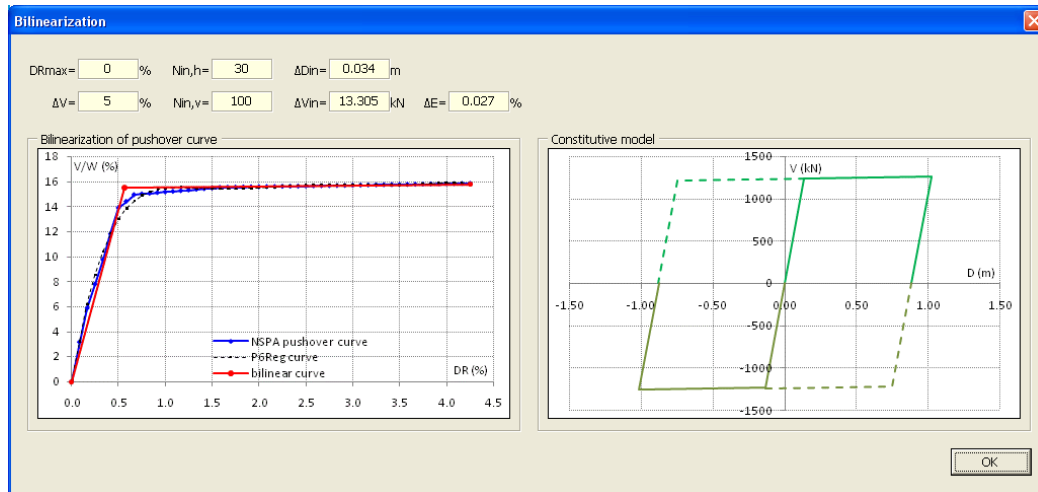 Bilinearization
DRmax= 0 % Nin,h= 30 ΔDin= 0.034 m
ΔV= 5 % Nin,v= 100 ΔVin= 13.305 kN ΔE= 0.027 %
Bilinearization of pushover curve
V/W (%)
18
16
14
12
10
8
6
4
2
0
NSPA pushover curve
P6Reg curve
bilinear curve
DR (%)
0.0 0.5 1.0 1.5 2.0 2.5 3.0 3.5 4.0 4.5
Constitutive model
V (kN)
1500
1000
500
0
D (m)
-1.50 -1.00 -0.50 0.00 0.50 1.00 1.50
-500
-1000
-1500
OK